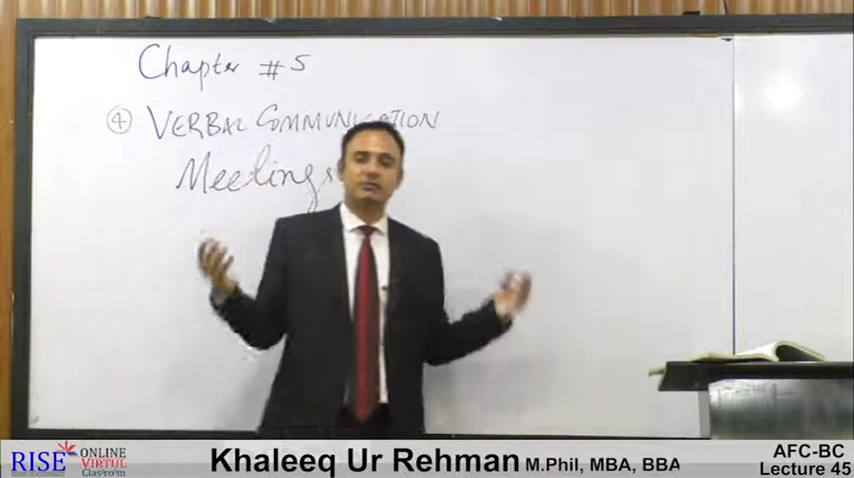 Chapter #5
④ VERBAL COMMUNICATION
Meetings
RISE ONLINE
VIRTUL
Classroom
Khaleeq Ur Rehman M.Phil, MBA, BBA
AFC-BC
Lecture 45